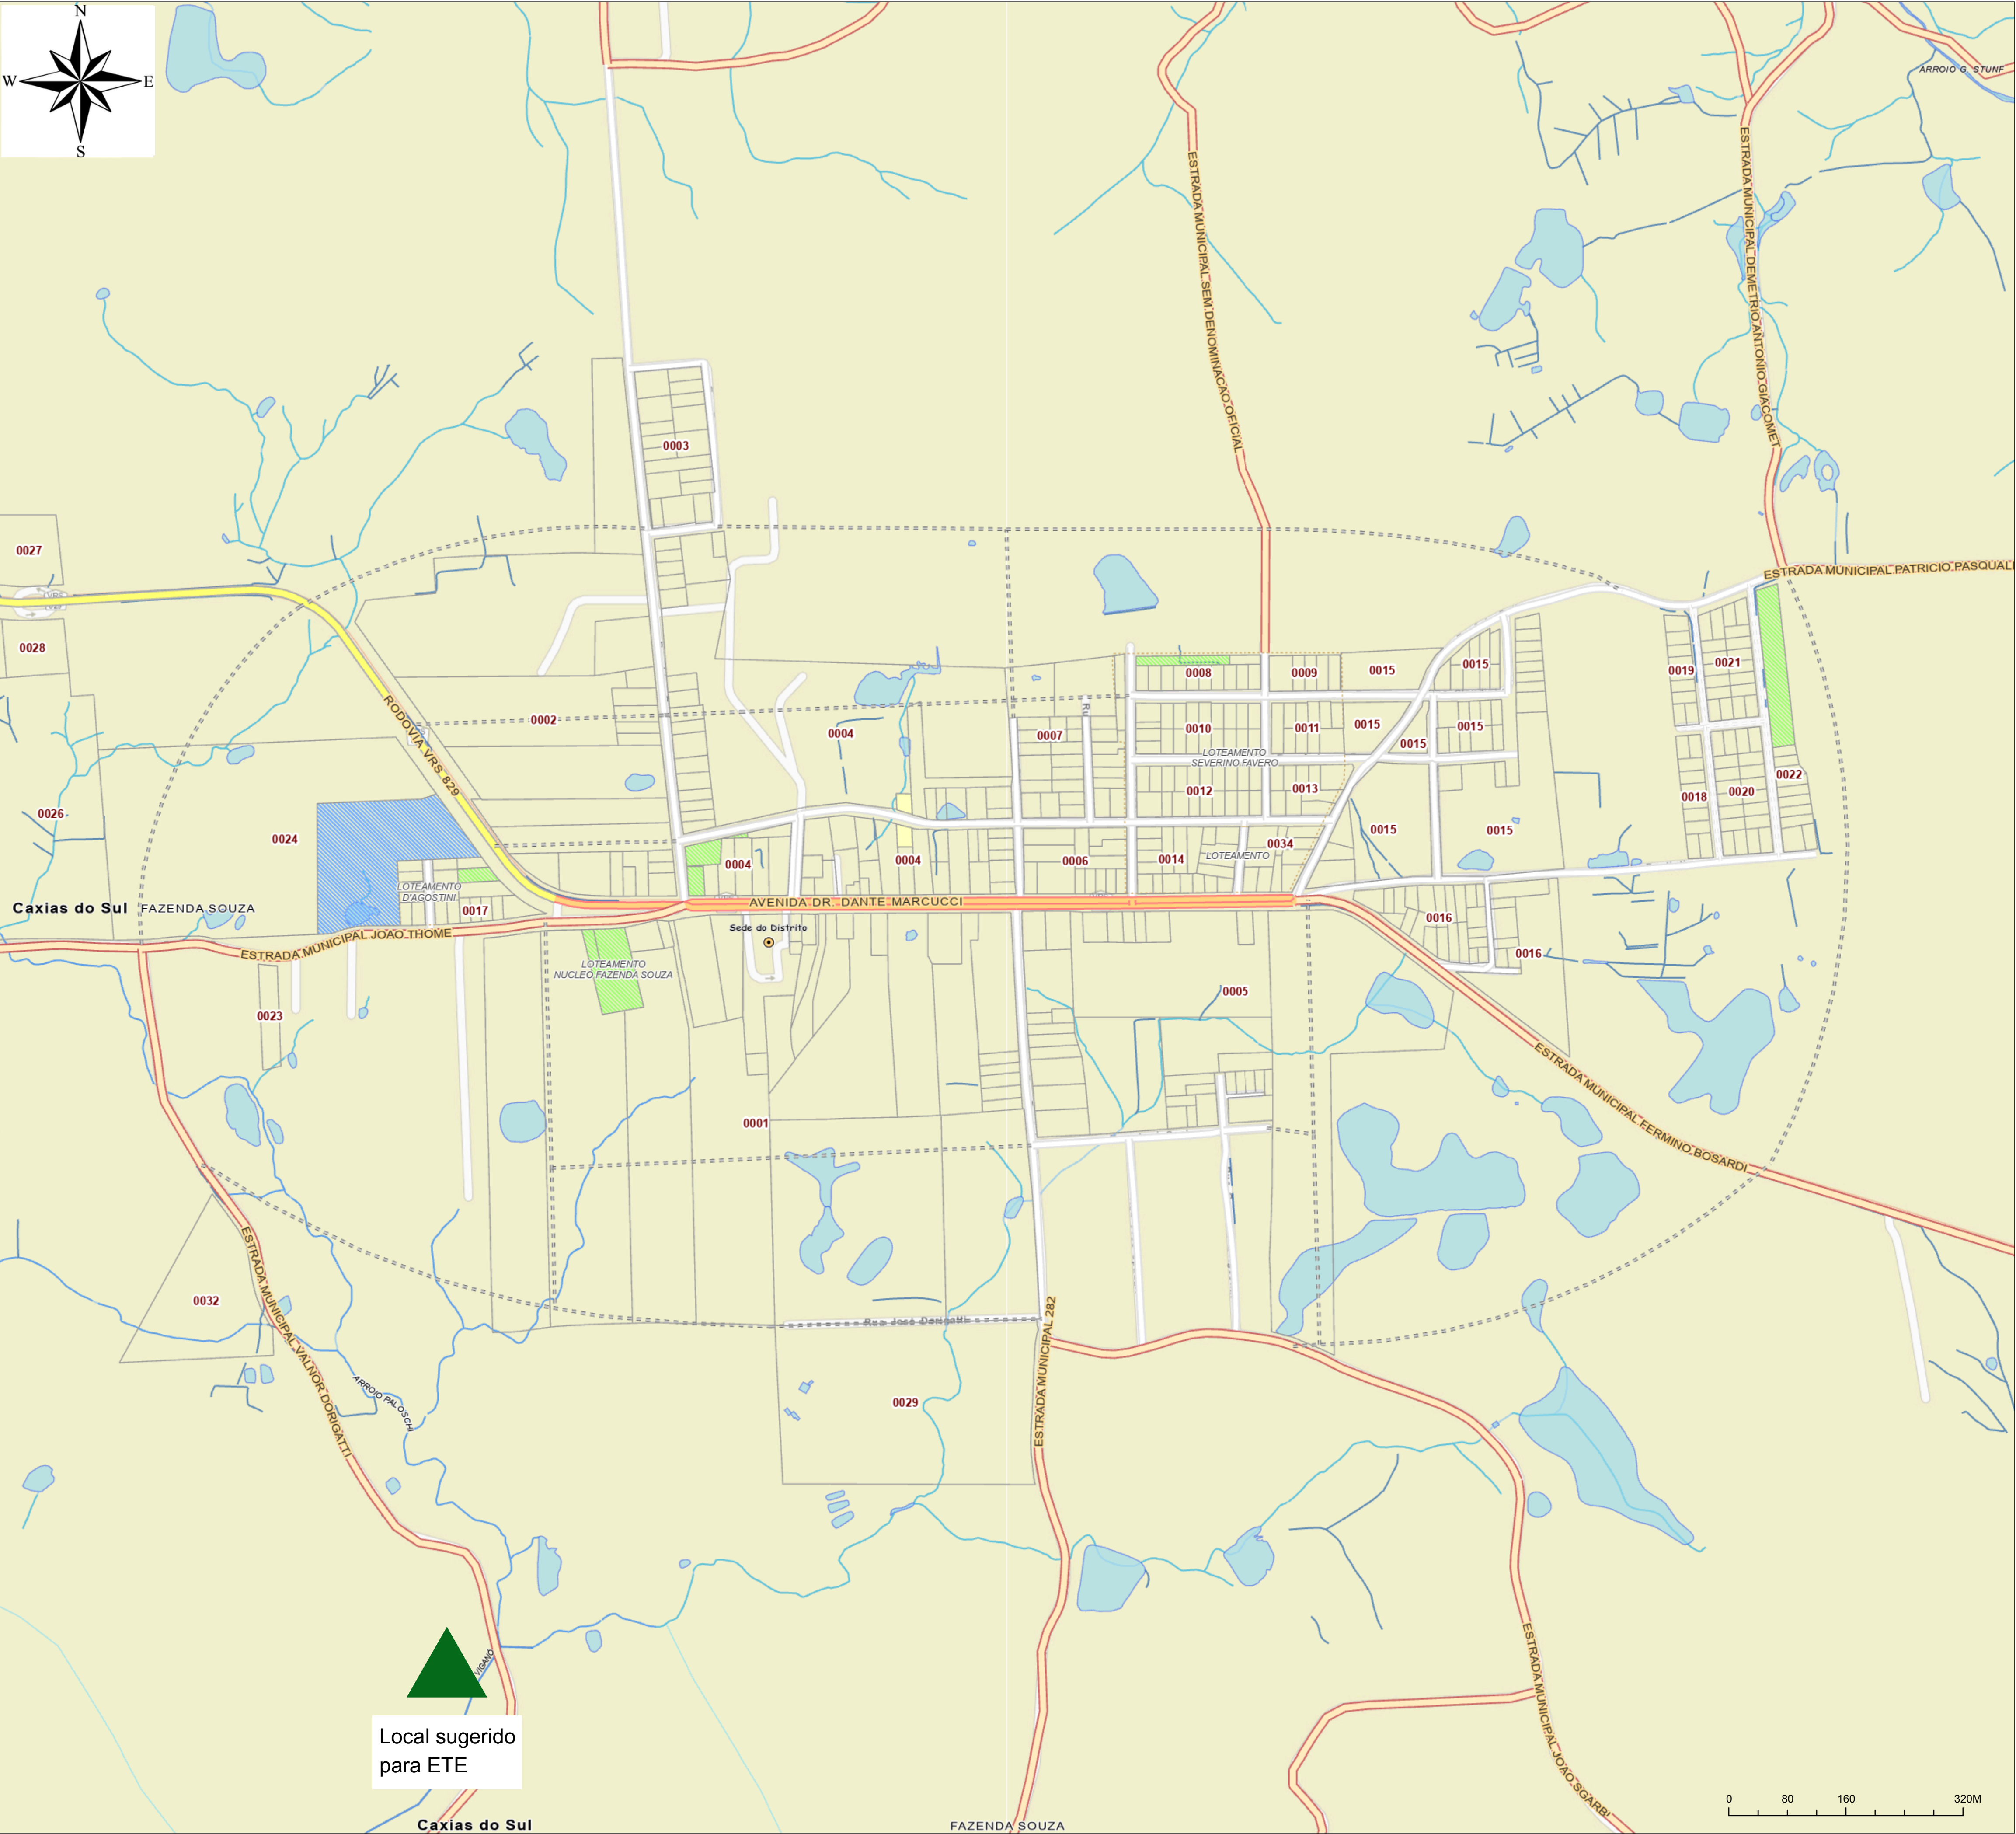 N
W E
S
ARROIO G. STUNF
ESTRADA MUNICIPAL SEM DENOMINACAO OFICIAL
ESTRADA MUNICIPAL DEMETRIO ANTONIO GIACOMET
0003
0027
ESTRADA MUNICIPAL PATRICIO PASQUALI
0028
0008
0009
0015
0015
0019
0021
RODOVIA VRS 829
0002
0004
0007
Ru
0010
0011
0015
0015
0015
LOTEAMENTO
SEVERINO FAVERO
0022
0012
0013
0018
0020
0026
0024
0015
0015
0004
0004
0006
0014
0034
LOTEAMENTO
LOTEAMENTO
D'AGOSTINI
0017
Caxias do Sul
FAZENDA SOUZA
AVENIDA DR. DANTE MARCUCCI
0016
Sede do Distrito
ESTRADA MUNICIPAL JOAO THOME
0016
LOTEAMENTO
NUCLEO FAZENDA SOUZA
0005
0023
ESTRADA MUNICIPAL FERMINO BOSARDI
0001
0032
ESTRADA MUNICIPAL VALNOR DORIGATTI
Rua Jose Dorigatti
ESTRADA MUNICIPAL 282
ARROIO PALOSCHI
0029
VIGANO
ESTRADA MUNICIPAL JOAO SGARBI
Local sugerido
para ETE
0 80 160 320M
Caxias do Sul
FAZENDA SOUZA